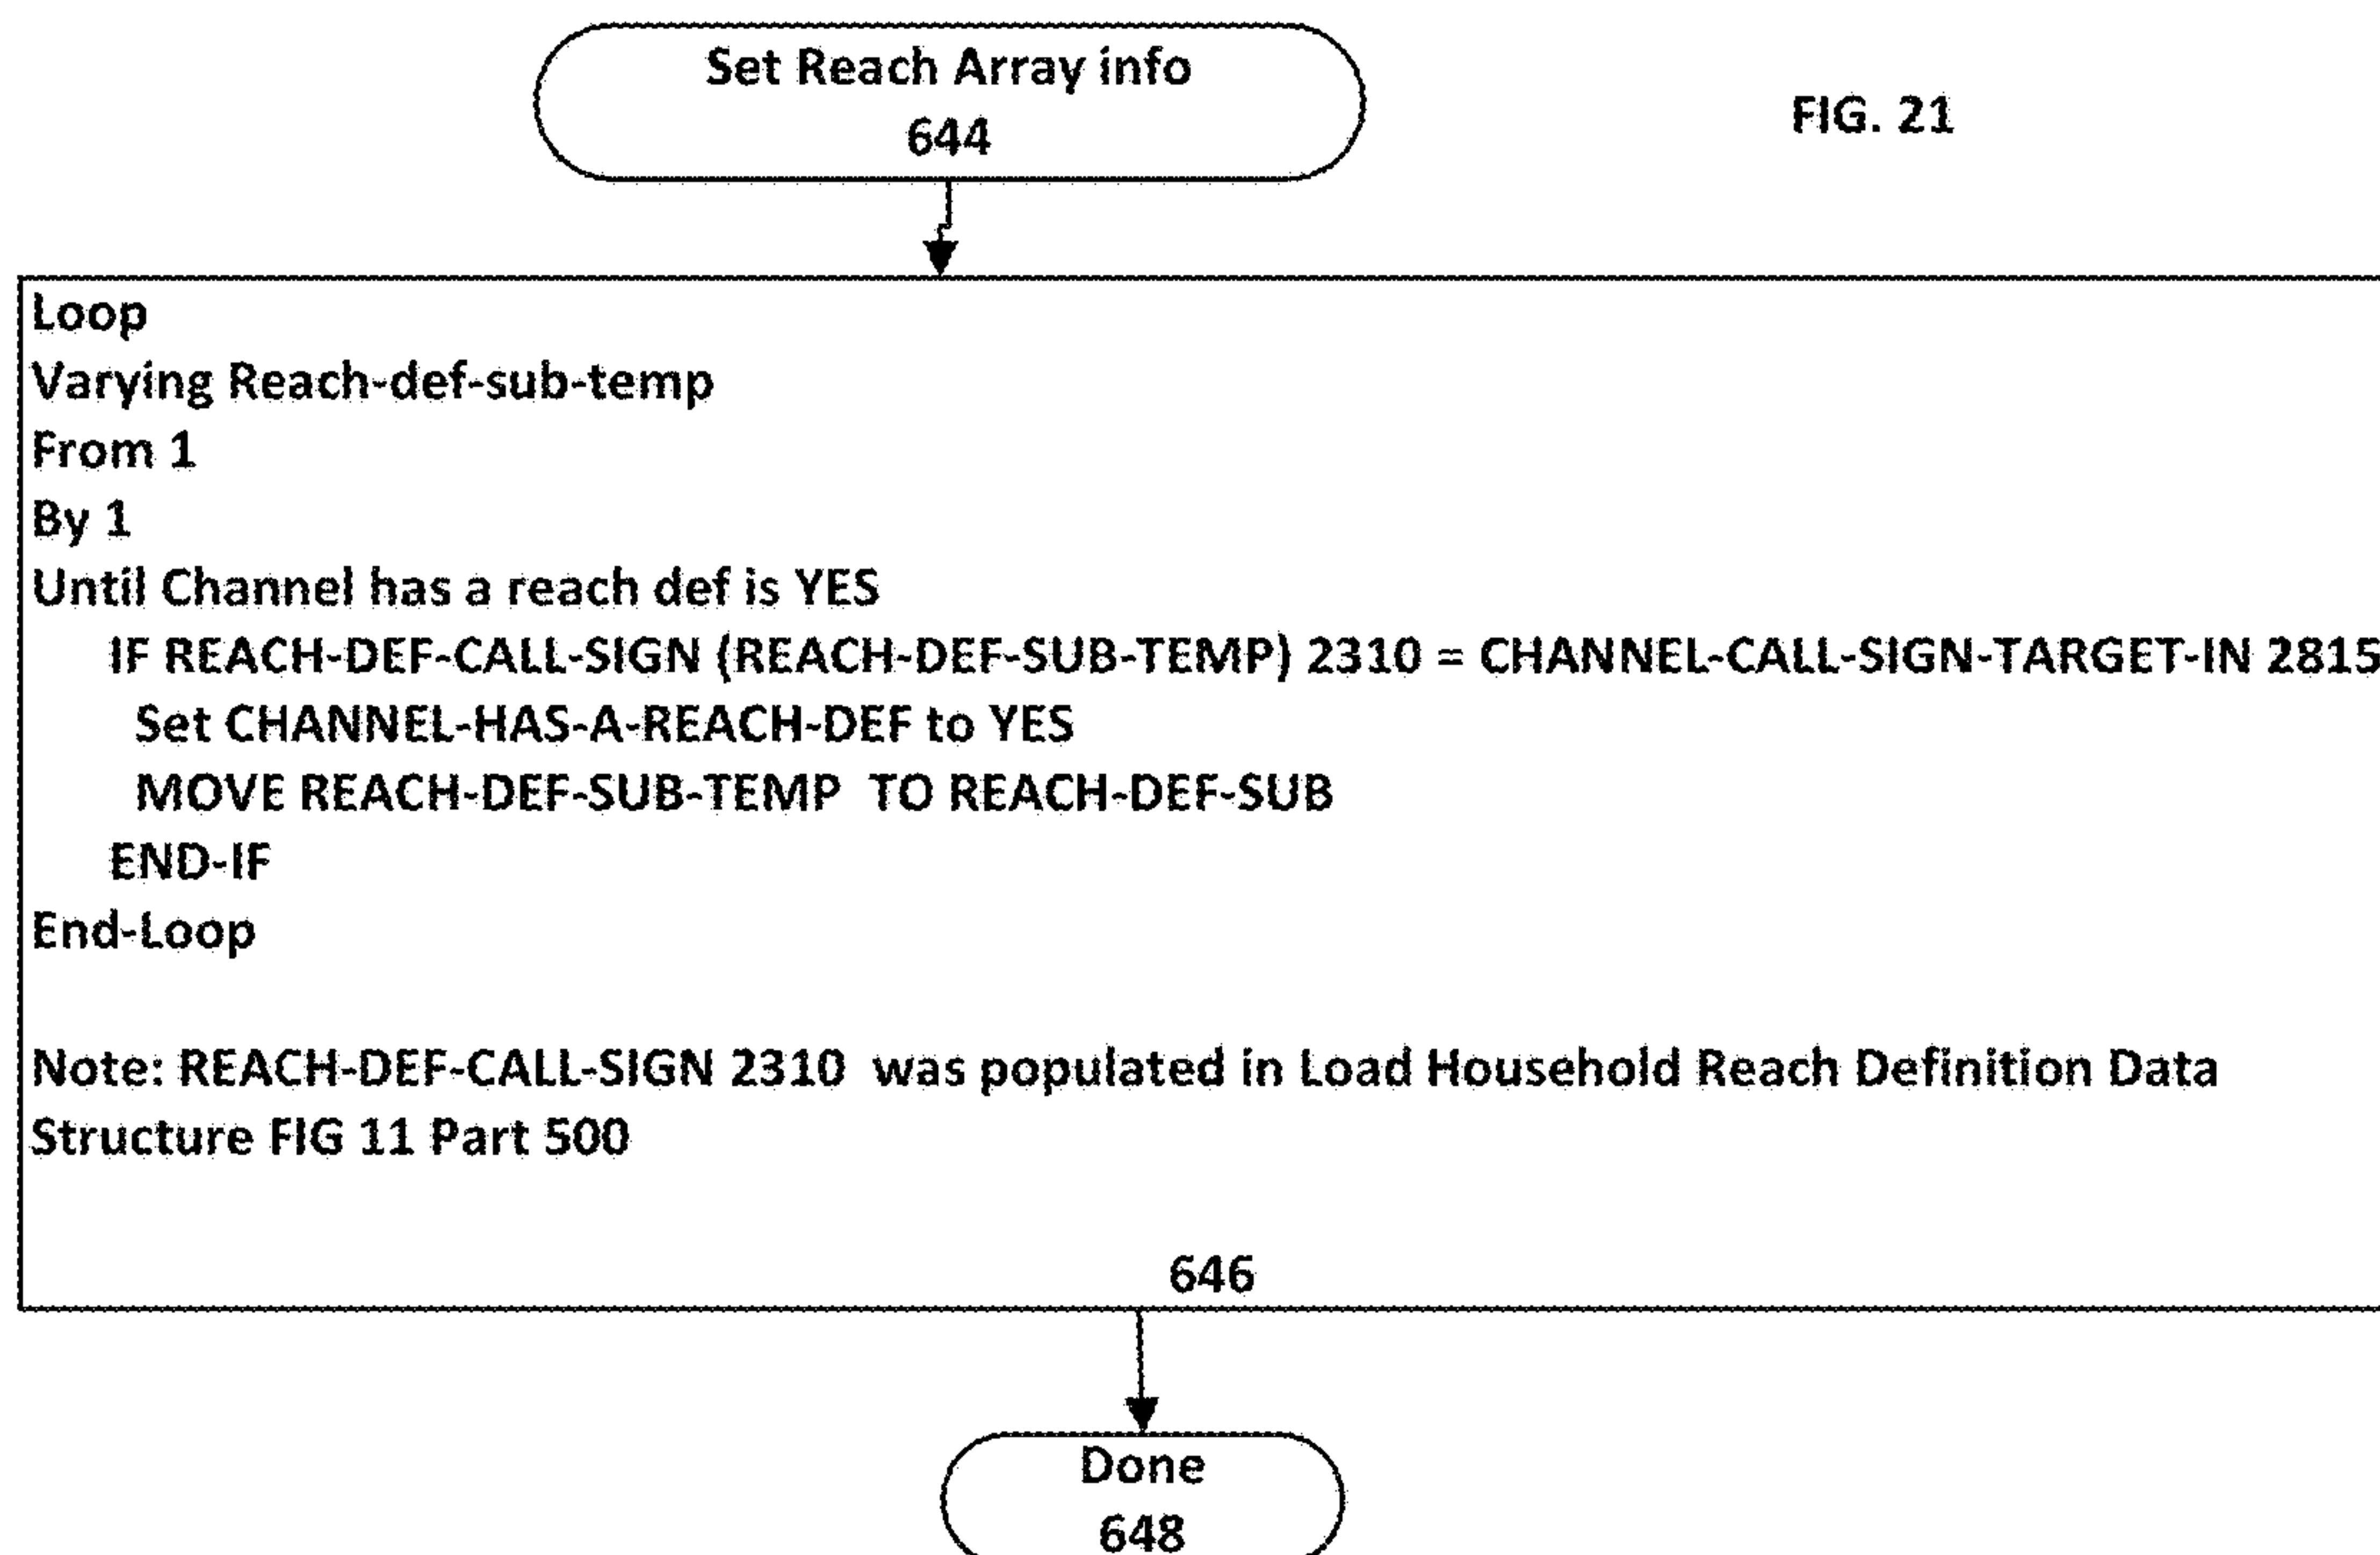 Set Reach Array info
644
FIG. 21
Loop
Varying Reach-def-sub-temp
From 1
By 1
Until Channel has a reach def is YES
IF REACH-DEF-CALL-SIGN (REACH-DEF-SUB-TEMP) 2310 = CHANNEL-CALL-SIGN-TARGET-IN 2815
Set CHANNEL-HAS-A-REACH-DEF to YES
MOVE REACH-DEF-SUB-TEMP  TO REACH-DEF-SUB
END-IF
End-Loop
Note: REACH-DEF-CALL-SIGN 2310  was populated in Load Household Reach Definition Data
Structure FIG 11 Part 500
646
Done
648